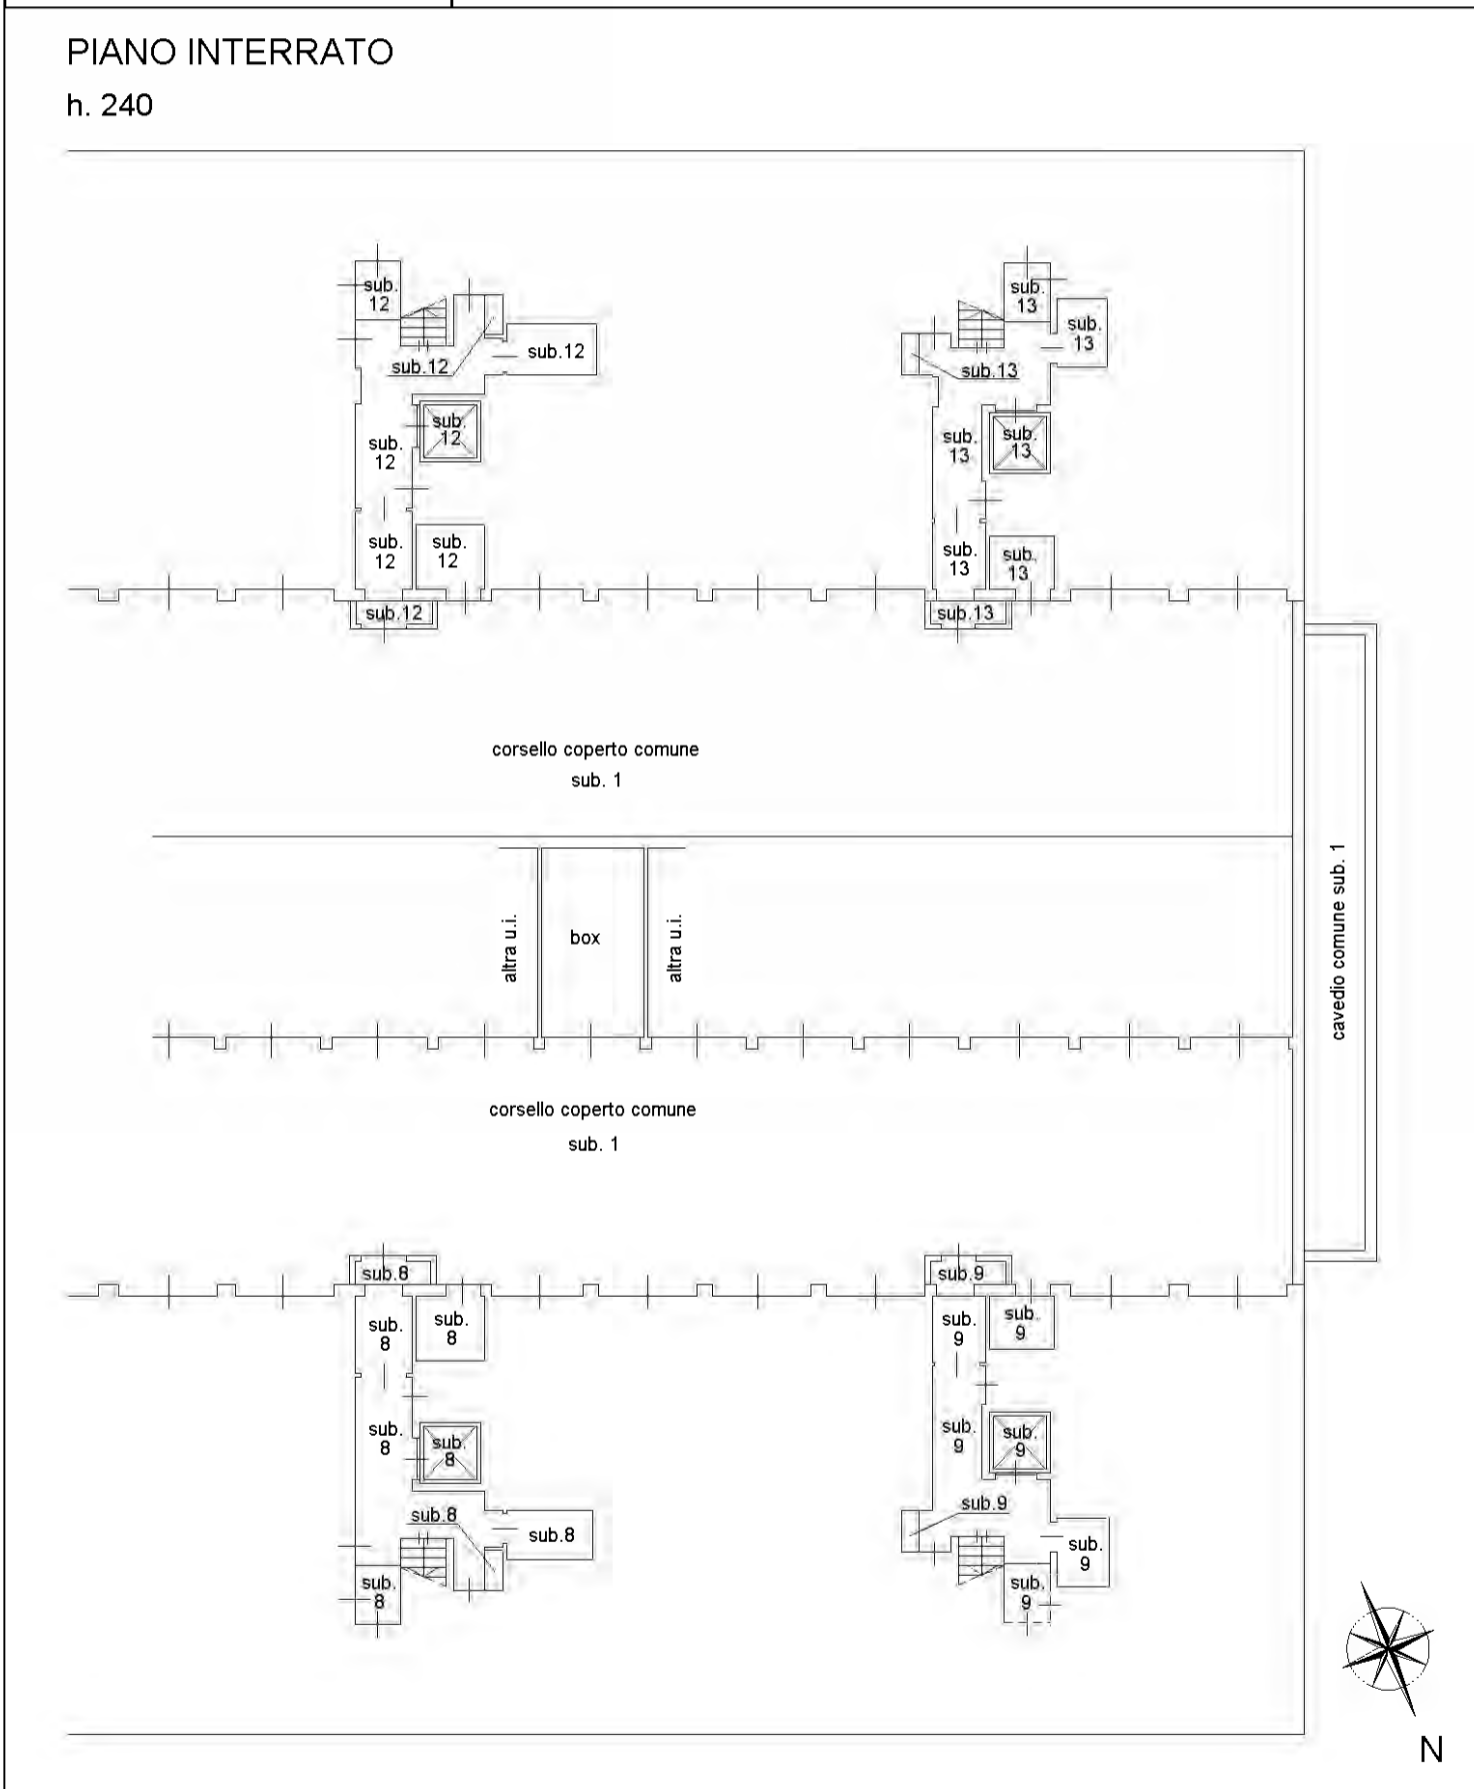 PIANO INTERRATO
h. 240
sub.
12
sub.12
sub.12
sub.
12
sub.
12
sub.
12
sub.
12
sub.12
sub.
13
sub.
13
sub.13
sub.
13
sub.
13
sub.
13
sub.
13
sub.13
corsello coperto comune
sub. 1
altra u.i.
box
altra u.i.
cavedio comune sub. 1
corsello coperto comune
sub. 1
sub.8
sub.
8
sub.
8
sub.
8
sub.
8
sub.8
sub.8
sub.
8
sub.9
sub.
9
sub.
9
sub.
9
sub.
9
sub.9
sub.
9
sub.
9
N